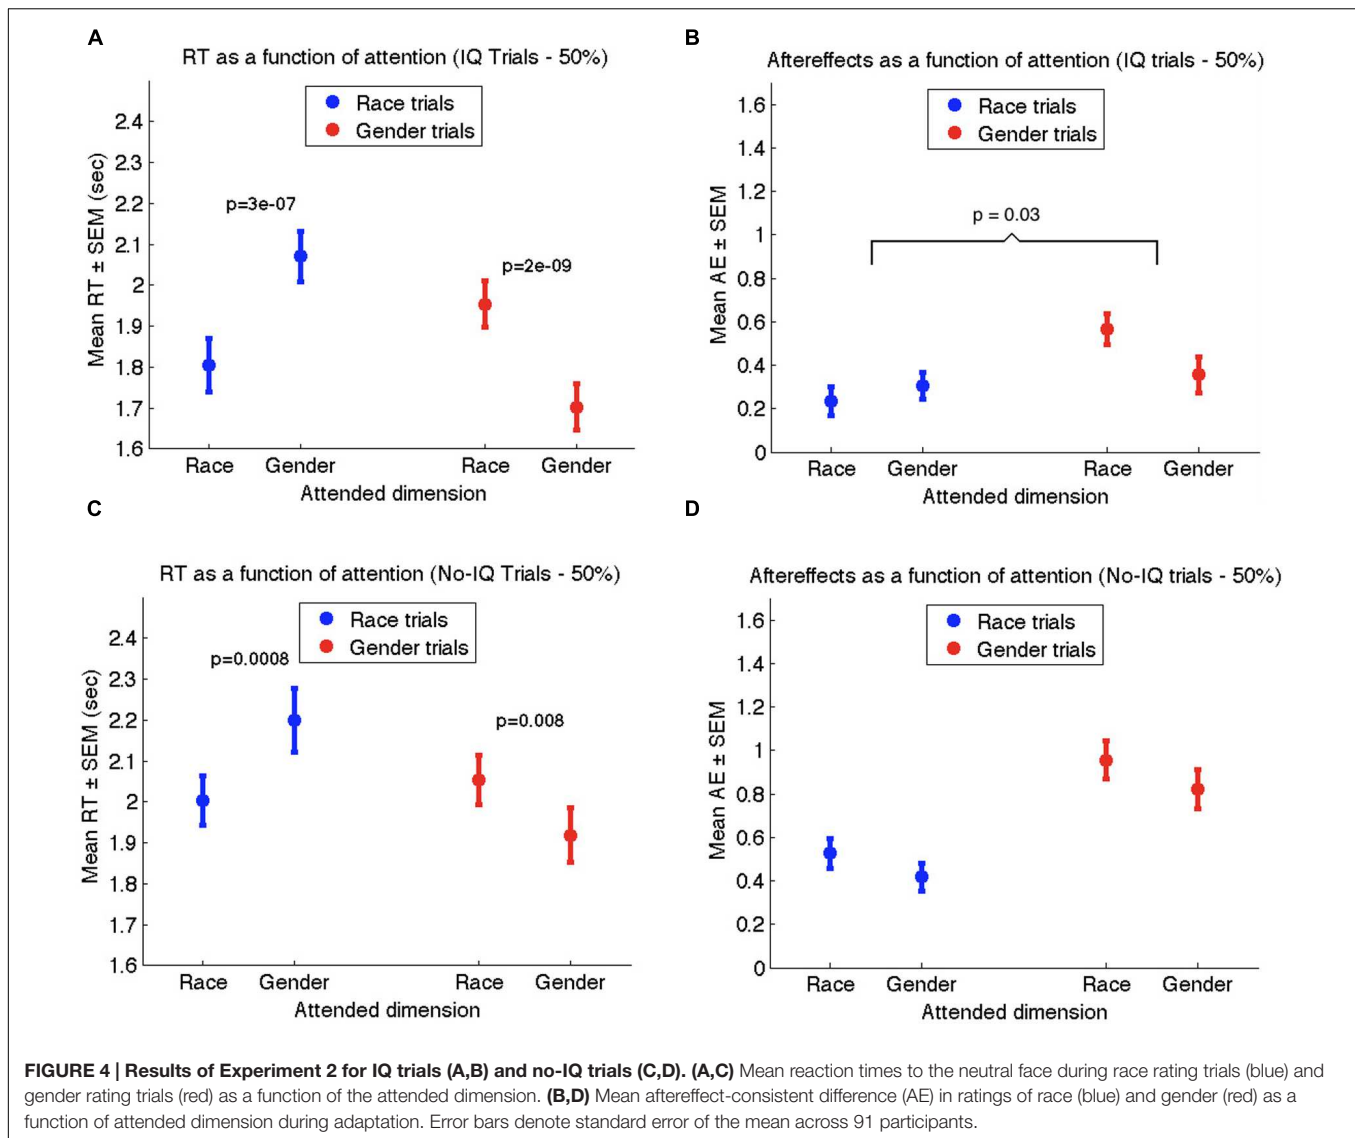 A
RT as a function of attention (IQ Trials - 50%)
Race trials
Gender trials
2.4
2.3
2.2
2.1
2
1.9
1.8
1.7
1.6
Mean RT ± SEM (sec)
p=3e-07
p=2e-09
Race Gender Race Gender
Attended dimension
B
Aftereffects as a function of attention (IQ trials - 50%)
Race trials
Gender trials
1.6
1.4
1.2
1
0.8
0.6
0.4
0.2
0
Mean AE ± SEM
p = 0.03
Race Gender Race Gender
Attended dimension
C
RT as a function of attention (No-IQ Trials - 50%)
Race trials
Gender trials
2.4
2.3
2.2
2.1
2
1.9
1.8
1.7
1.6
Mean RT ± SEM (sec)
p=0.0008
p=0.008
Race Gender Race Gender
Attended dimension
D
Aftereffects as a function of attention (No-IQ trials - 50%)
Race trials
Gender trials
1.6
1.4
1.2
1
0.8
0.6
0.4
0.2
0
Mean AE ± SEM
Race Gender Race Gender
Attended dimension
FIGURE 4 | Results of Experiment 2 for IQ trials (A,B) and no-IQ trials (C,D). (A,C) Mean reaction times to the neutral face during race rating trials (blue) and
gender rating trials (red) as a function of the attended dimension. (B,D) Mean aftereffect-consistent difference (AE) in ratings of race (blue) and gender (red) as a
function of attended dimension during adaptation. Error bars denote standard error of the mean across 91 participants.